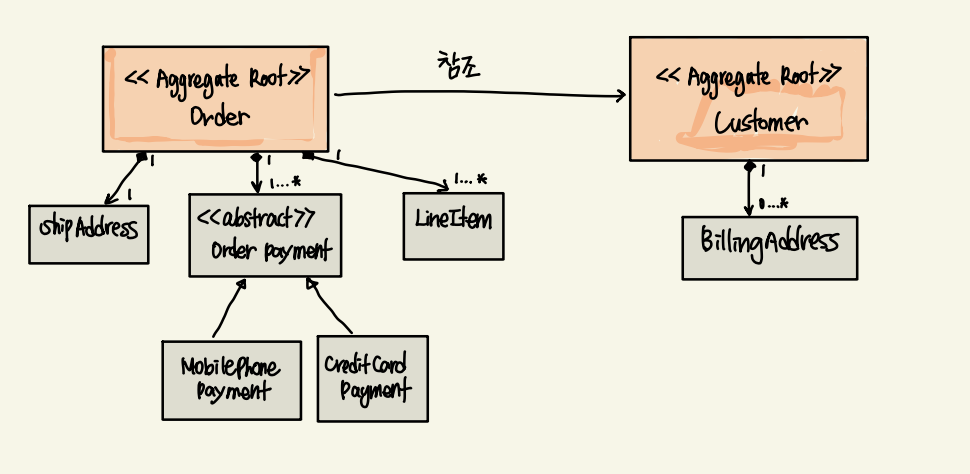 << Aggregate Root>>
Order
참조
<< Aggregate Root>>
Customer
1
1
1
1
1...*
1...*
shipAddress
<<abstract>>
Order payment
LineItem
1
BillingAddress
MobilePhone
payment
CreditCard
Payment